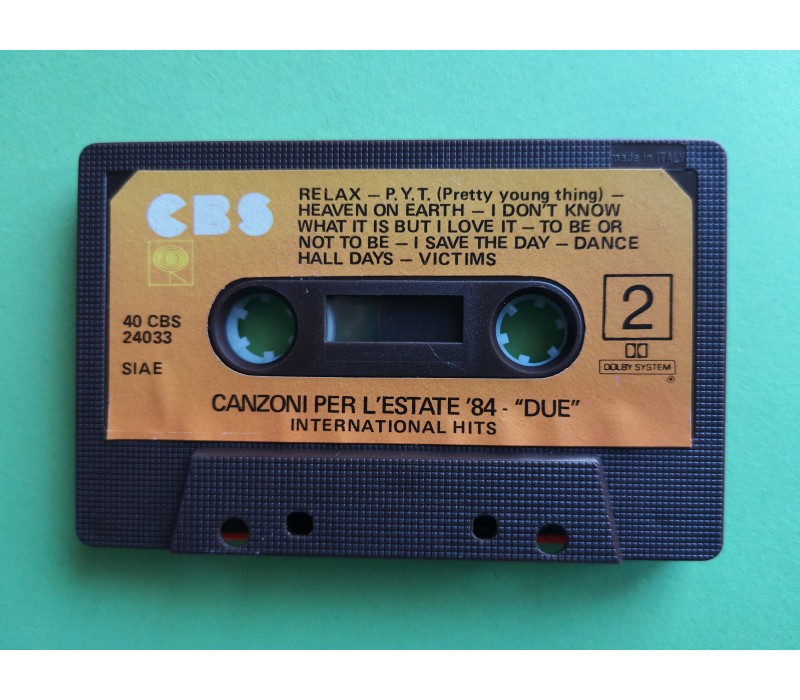 made in ITALY
CBS
RELAX – P.Y.T. (Pretty young thing) –
HEAVEN ON EARTH – I DON'T KNOW
WHAT IT IS BUT I LOVE IT – TO BE OR
NOT TO BE – I SAVE THE DAY – DANCE
HALL DAYS – VICTIMS
40 CBS
24033
SIAE
2
DOLBY SYSTEM
®
CANZONI PER L'ESTATE '84 - “DUE”
INTERNATIONAL HITS